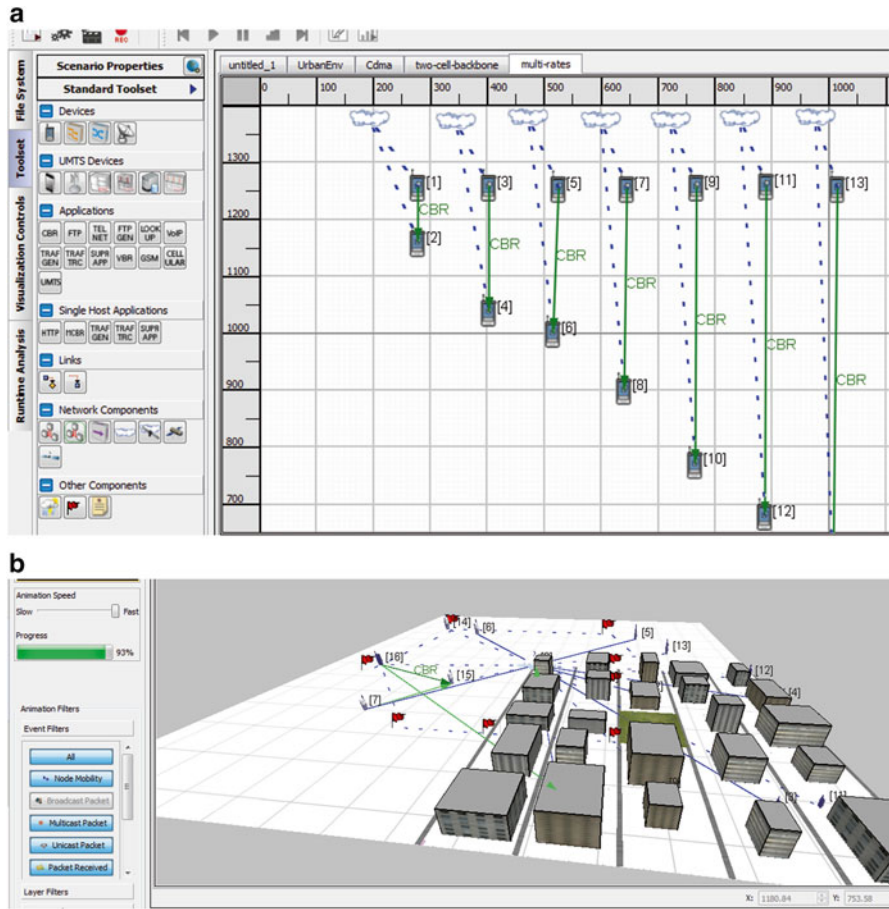 a
REC
untitled_1 UrbanEnv Cdma two-cell-backbone multi-rates
File System
Toolset
Visualization Controls
Runtime Analysis
Scenario Properties
Standard Toolset
Devices
UMTS Devices
Applications
CBR FTP TEL NET FTP GEN LOOK UP VoIP
TRAF GEN TRAF TRC SUPR APP VBR GSM CELL ULAR
UMTS
Single Host Applications
HTTP MCBR TRAF GEN TRAF TRC SUPR APP
Links
Network Components
Other Components
0 100 200 300 400 500 600 700 800 900 1000
1300
1200
1100
1000
900
800
700
[1] [3] [5] [7] [9] [11] [13]
CBR
[2]
CBR
CBR
[4]
[6]
CBR
CBR
CBR
CBR
[8]
[10]
[12]
b
Animation Speed
Slow Fast
Progress
93%
Animation Filters
Event Filters
All
Node Mobility
Broadcast Packet
Multicast Packet
Unicast Packet
Packet Received
Layer Filters
[14]
[6]
[5]
[13]
[16]
CBR
[15]
[12]
[7]
[4]
[11]
X: 1180.84 Y: 753.58